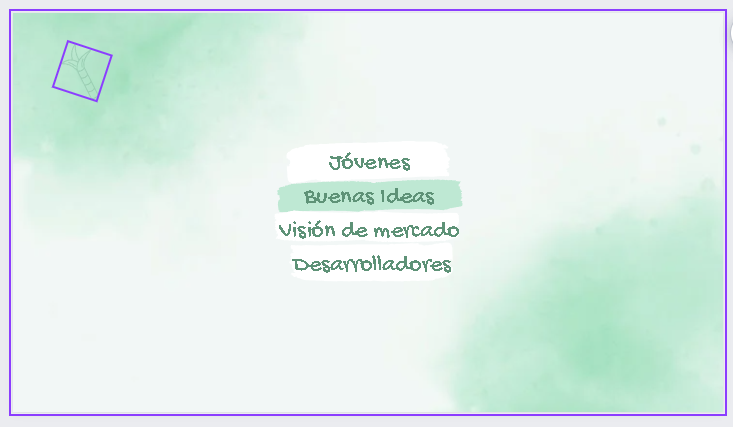 Jóvenes
Buenas Ideas
Visión de mercado
Desarrolladores